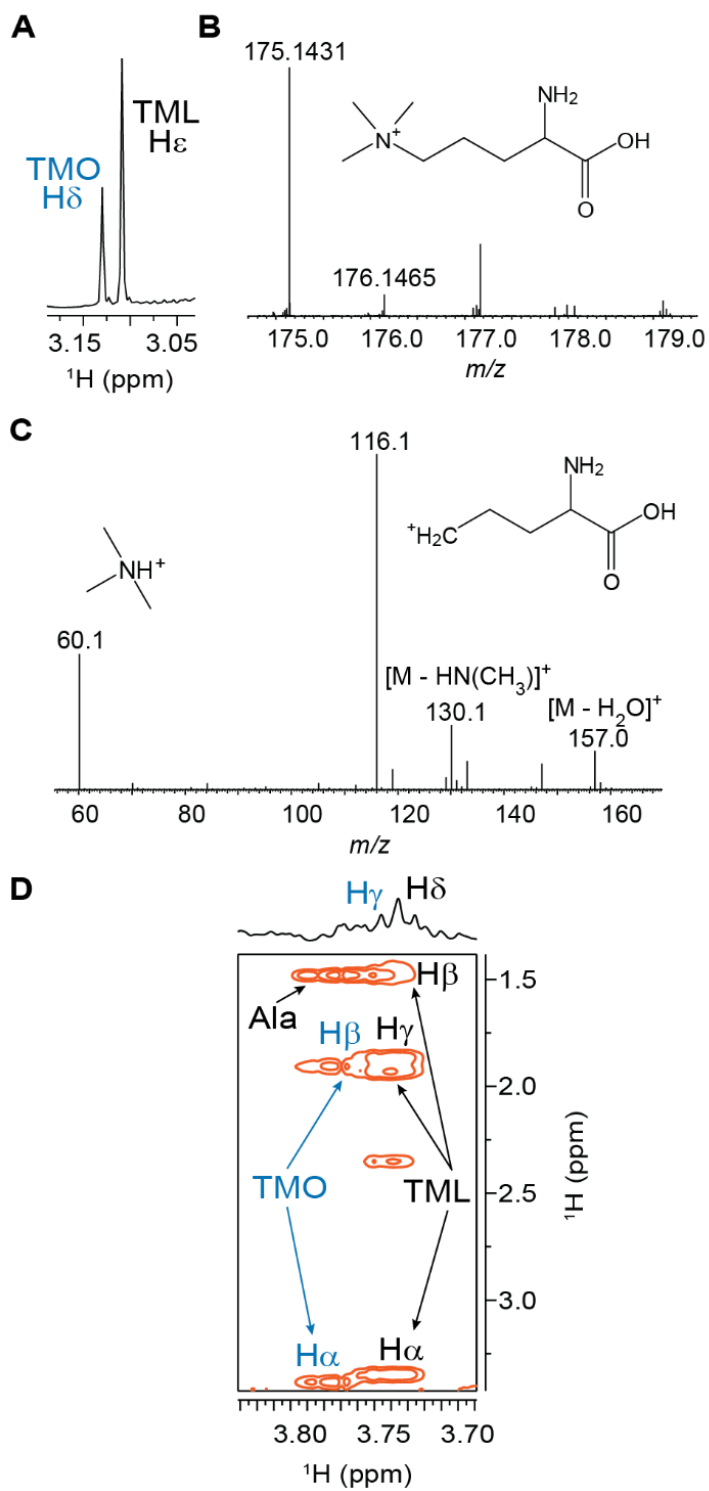 A
TML
Hε
TMO
Hδ
3.15
3.05
¹H (ppm)
B
175.1431
NH₂
N⁺
OH
O
176.1465
175.0
176.0
177.0
178.0
179.0
m/z
C
116.1
NH₂
⁺H₂C
OH
O
NH⁺
60.1
[M - HN(CH₃)]⁺
130.1
[M - H₂O]⁺
157.0
60
80
100
120
140
160
m/z
D
Hγ
Hδ
Hβ
Ala
Hβ
Hγ
TMO
TML
Hα
Hα
1.5
2.0
2.5
3.0
¹H (ppm)
3.80
3.75
3.70
¹H (ppm)